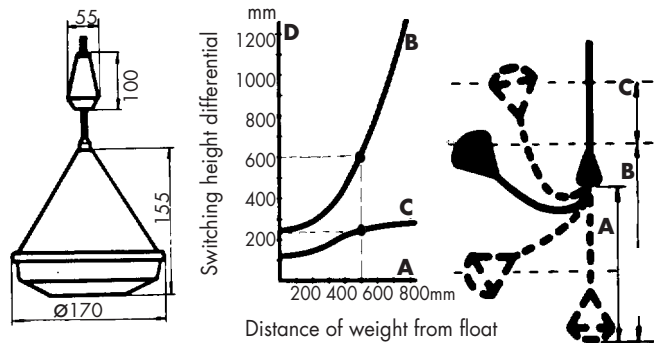 55
100
155
Ø170
mm
D
1200
1000
800
600
400
200
Switching height differential
B
C
A
200 400 600 800mm
Distance of weight from float
C
B
A